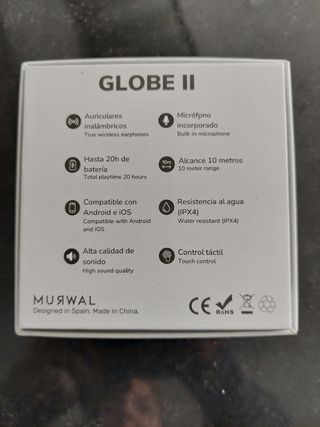 GLOBE II
Auriculares
inalámbricos
True wireless earphones
Micrófpno
incorporado
Built-in microphone
Hasta 20h de
batería
Total playtime 20 hours
10m
Alcance 10 metros
10 meter range
Compatible con
Android e iOS
Compatible with Android
and iOS
Resistencia al agua
(IPX4)
Water resistant (IPX4)
Alta calidad de
sonido
High sound quality
Control táctil
Touch control
MUЯWAL
Designed in Spain. Made in China.
CE
RoHS